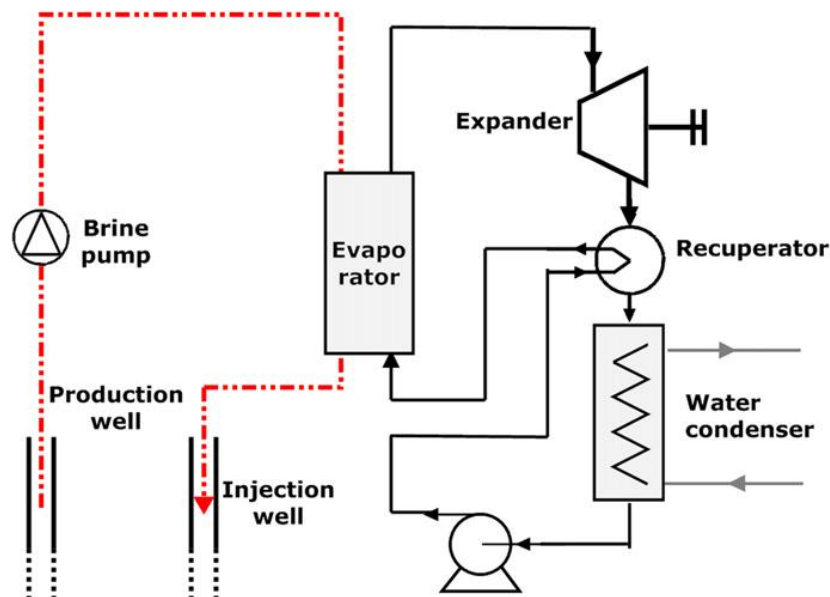 Expander
Brine
pump
Evapo
rator
Recuperator
Production
well
Water
condenser
Injection
well